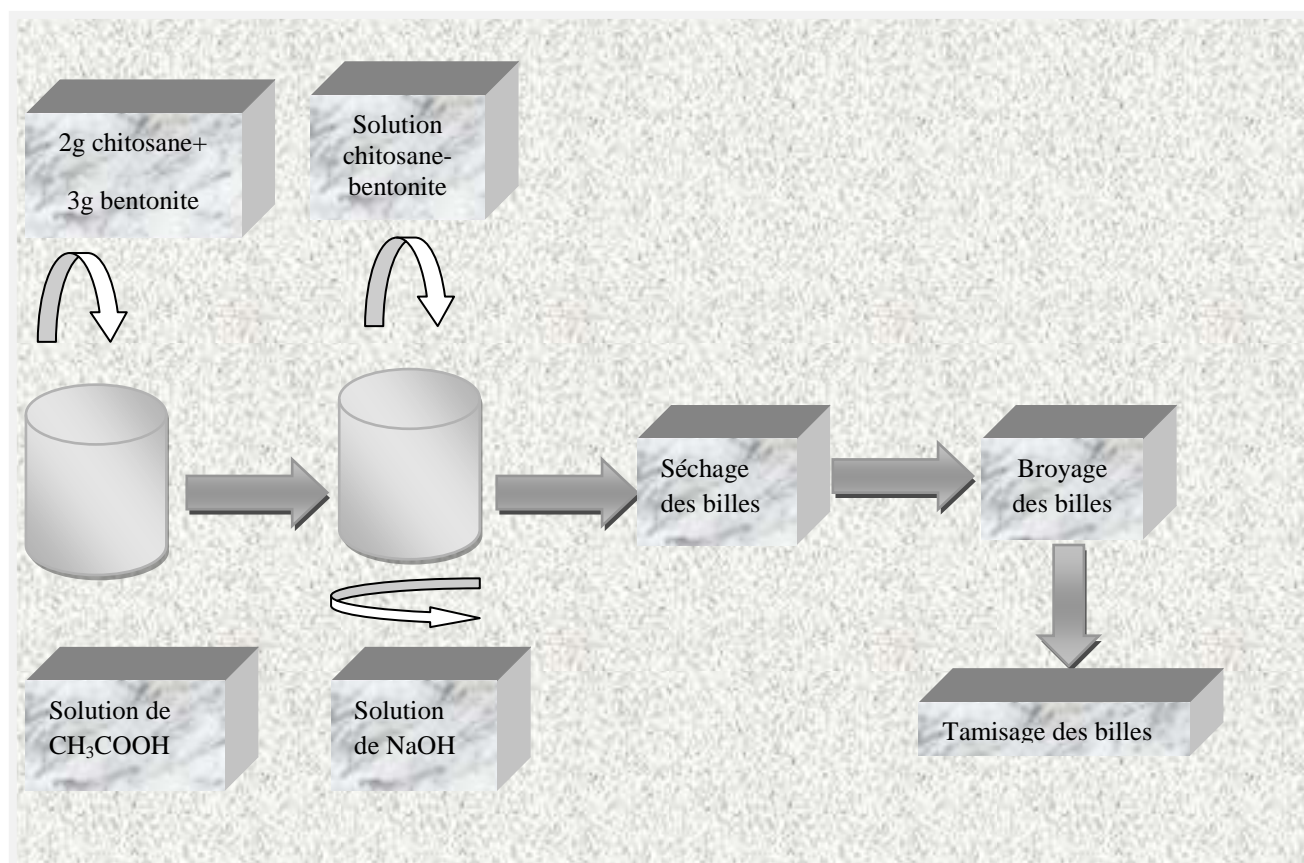 2g chitosane+
3g bentonite
Solution
chitosane-
bentonite
Séchage
des billes
Broyage
des billes
Solution de
CH₃COOH
Solution
de NaOH
Tamisage des billes